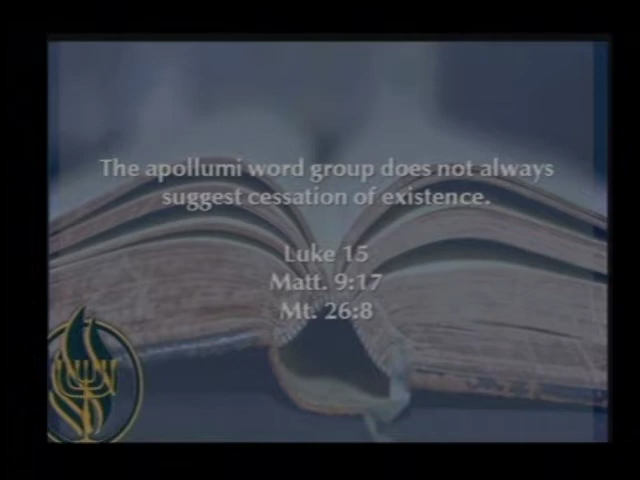 The apollumi word group does not always
suggest cessation of existence.
Luke 15
Matt. 9:17
Mt. 26:8